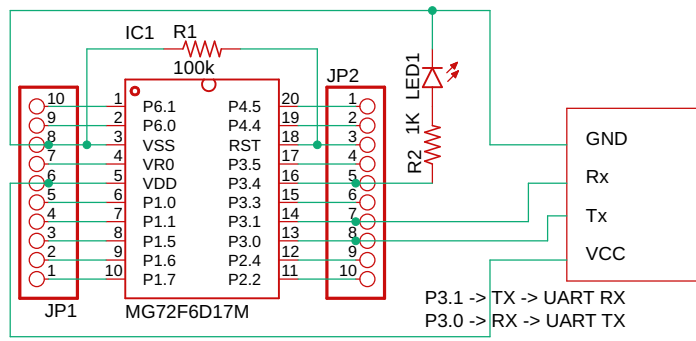 IC1
R1
100k
JP1
10
9
8
7
6
5
4
3
2
1
1 P6.1 P4.5 20
2 P6.0 P4.4 19
3 VSS RST 18
4 VR0 P3.5 17
5 VDD P3.4 16
6 P1.0 P3.3 15
7 P1.1 P3.1 14
8 P1.5 P3.0 13
9 P1.6 P2.4 12
10 P1.7 P2.2 11
MG72F6D17M
JP2
1
2
3
4
5
6
7
8
9
10
LED1
R2 1K
GND
Rx
Tx
VCC
P3.1 -> TX -> UART RX
P3.0 -> RX -> UART TX